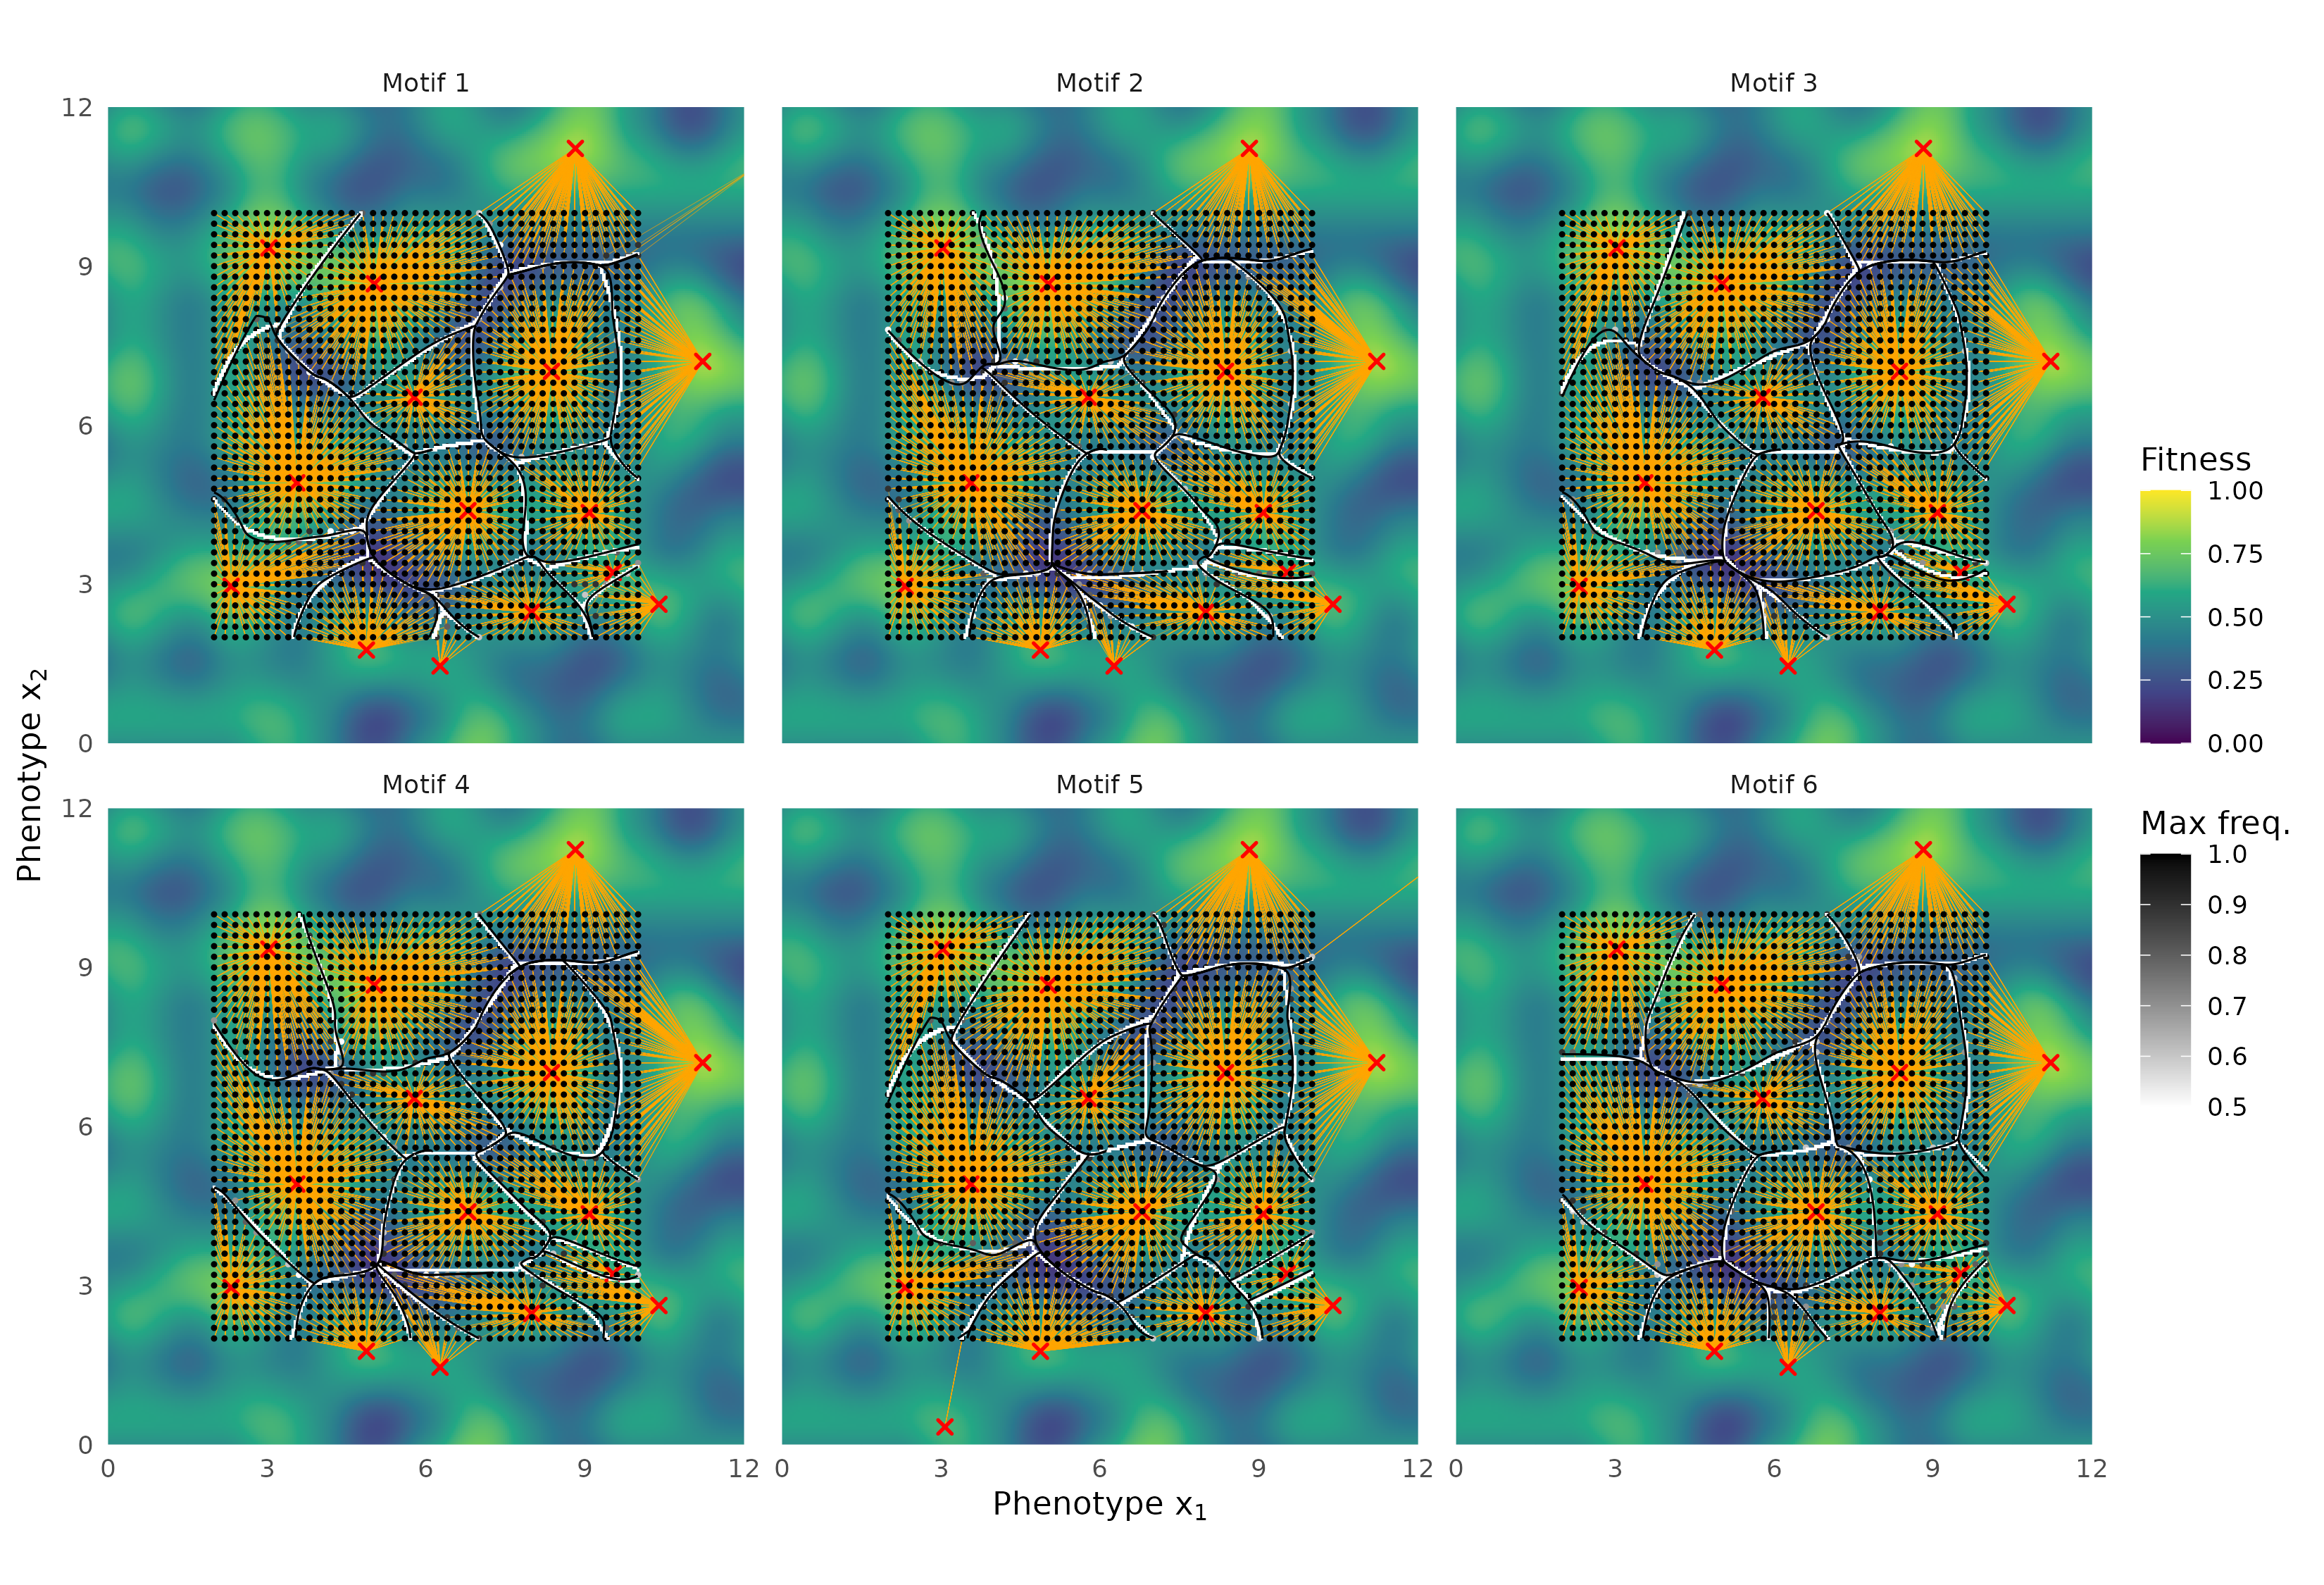 Motif 1
Motif 2
Motif 3
12
9
6
3
0
Motif 4
Motif 5
Motif 6
12
9
6
3
0
0 3 6 9 12
0 3 6 9 12
0 3 6 9 12
Phenotype x₁
Phenotype x₂
Fitness
1.00
0.75
0.50
0.25
0.00
Max freq.
1.0
0.9
0.8
0.7
0.6
0.5